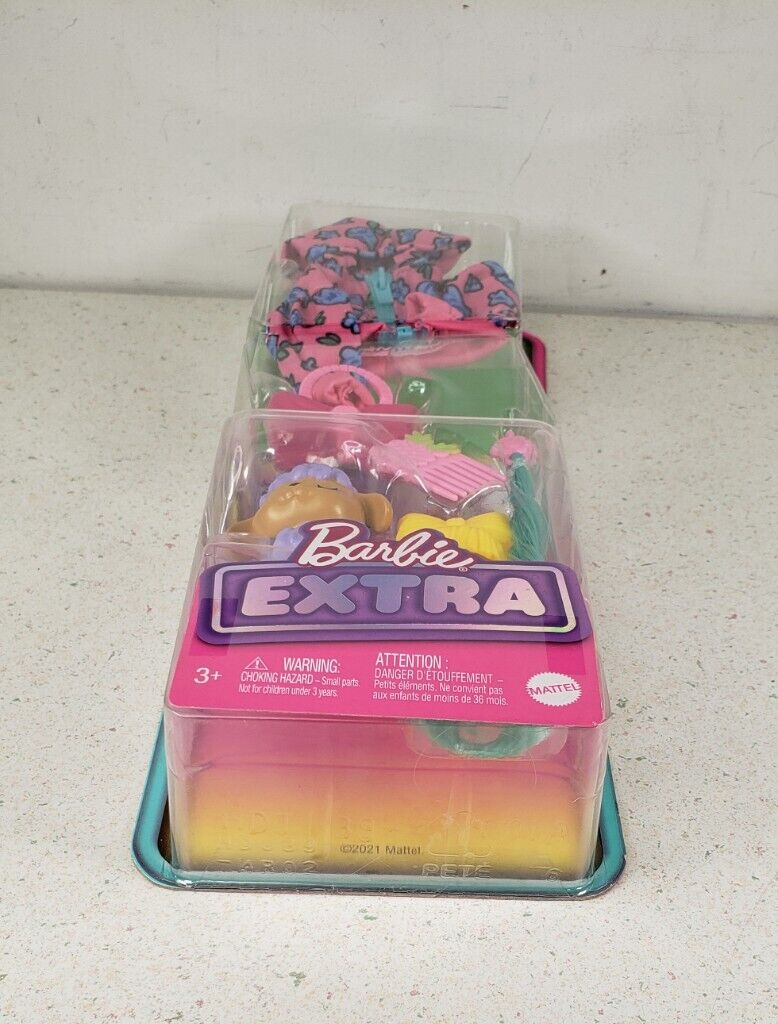 Barbie
EXTRA
3+
WARNING:
CHOKING HAZARD – Small parts.
Not for children under 3 years.
ATTENTION :
DANGER D'ÉTOUFFEMENT –
Petits éléments. Ne convient pas
aux enfants de moins de 36 mois.
MATTEL
©2021 Mattel.
PETE